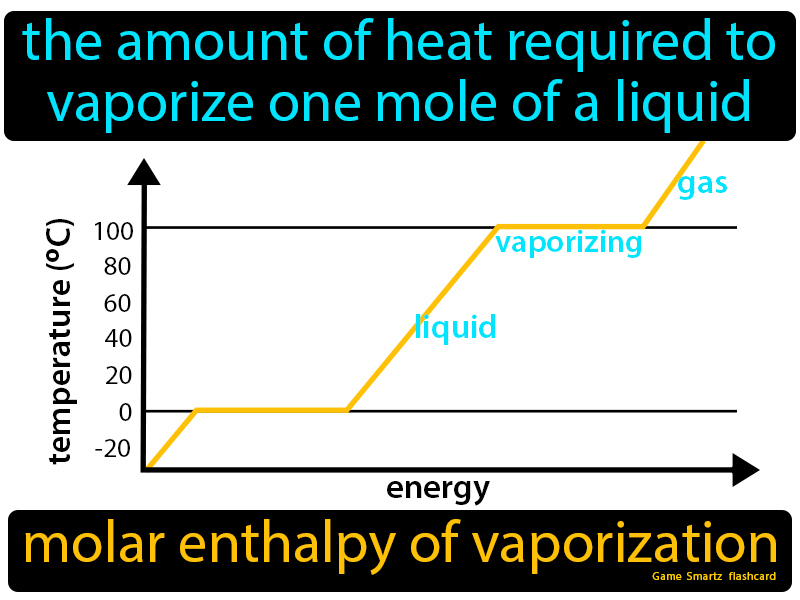 the amount of heat required to
vaporize one mole of a liquid
gas
100
vaporizing
80
60
liquid
40
20
0
-20
temperature (ºC)
energy
molar enthalpy of vaporization
Game Smartz flashcard